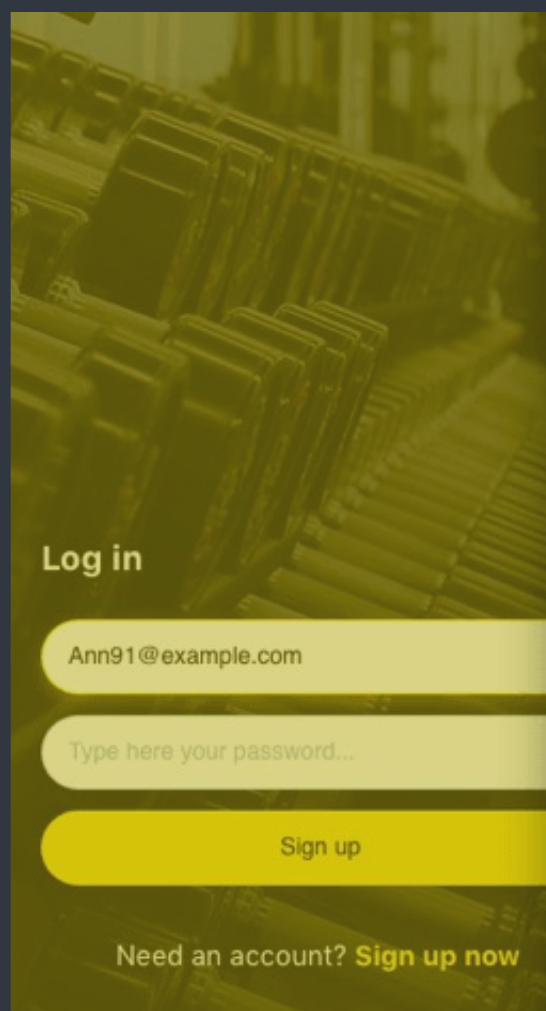 Log in
Ann91@example.com
Type here your password...
Sign up
Need an account? Sign up now